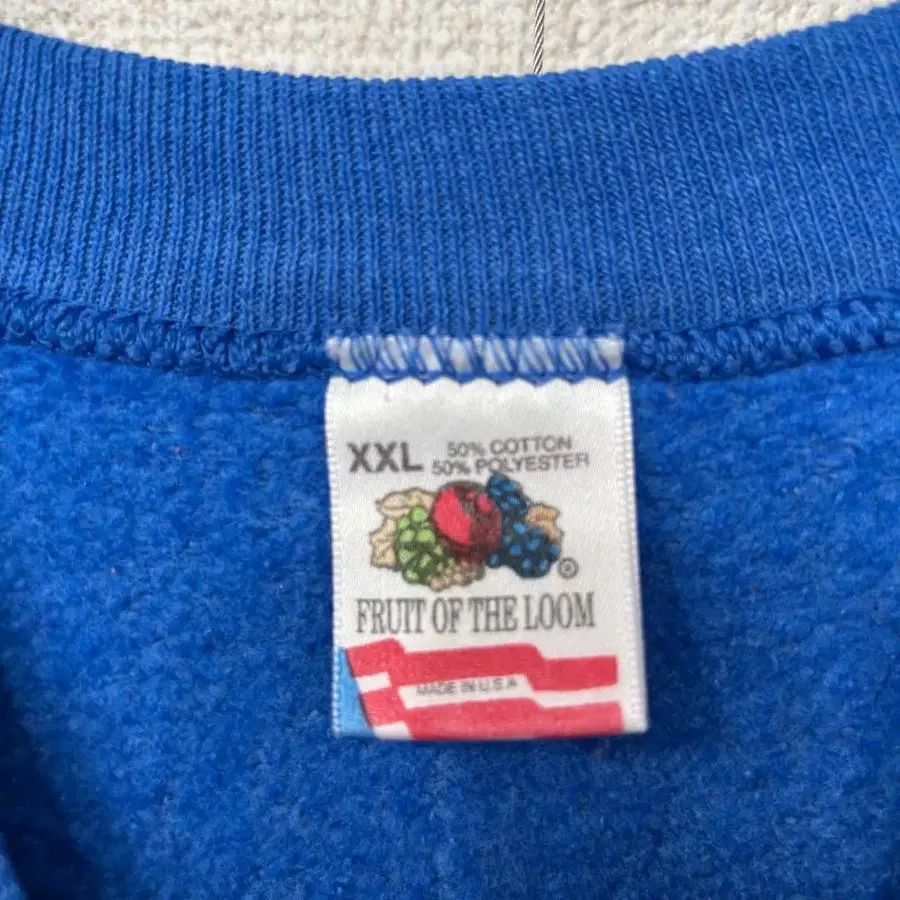 XXL 50% COTTON
50% POLYESTER
®
FRUIT OF THE LOOM
MADE IN U.S.A